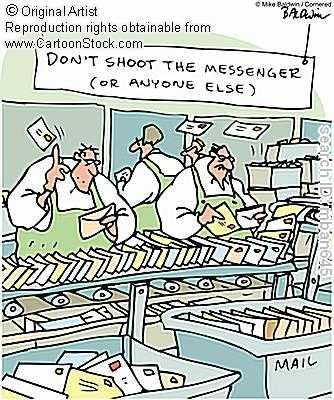 © Original Artist
Reproduction rights obtainable from
www.CartoonStock.com
© Mike Baldwin / Cornered
BALDWIN
DON'T SHOOT THE MESSENGER
(OR ANYONE ELSE)
MAIL